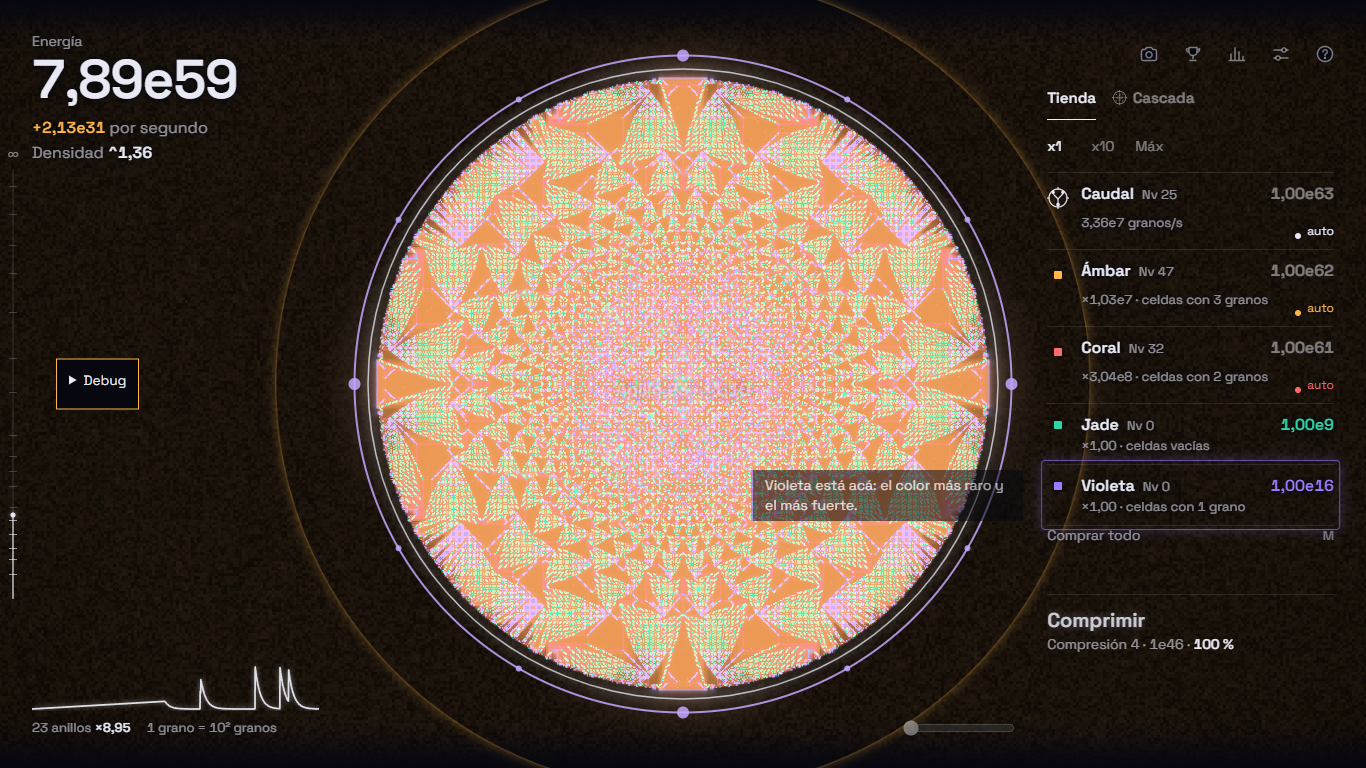 Energía
7,89e59
+2,13e31 por segundo
∞ Densidad ^1,36
Debug
23 anillos ×8,95 1 grano = 10² granos
Violeta está acá: el color más raro y
el más fuerte.
Tienda Cascada
x1 x10 Máx
Caudal Nv 25 1,00e63
3,36e7 granos/s
auto
Ámbar Nv 47 1,00e62
×1,03e7 · celdas con 3 granos
auto
Coral Nv 32 1,00e61
×3,04e8 · celdas con 2 granos
auto
Jade Nv 0 1,00e9
×1,00 · celdas vacías
Violeta Nv 0 1,00e16
×1,00 · celdas con 1 grano
Comprar todo M
Comprimir
Compresión 4 · 1e46 · 100 %